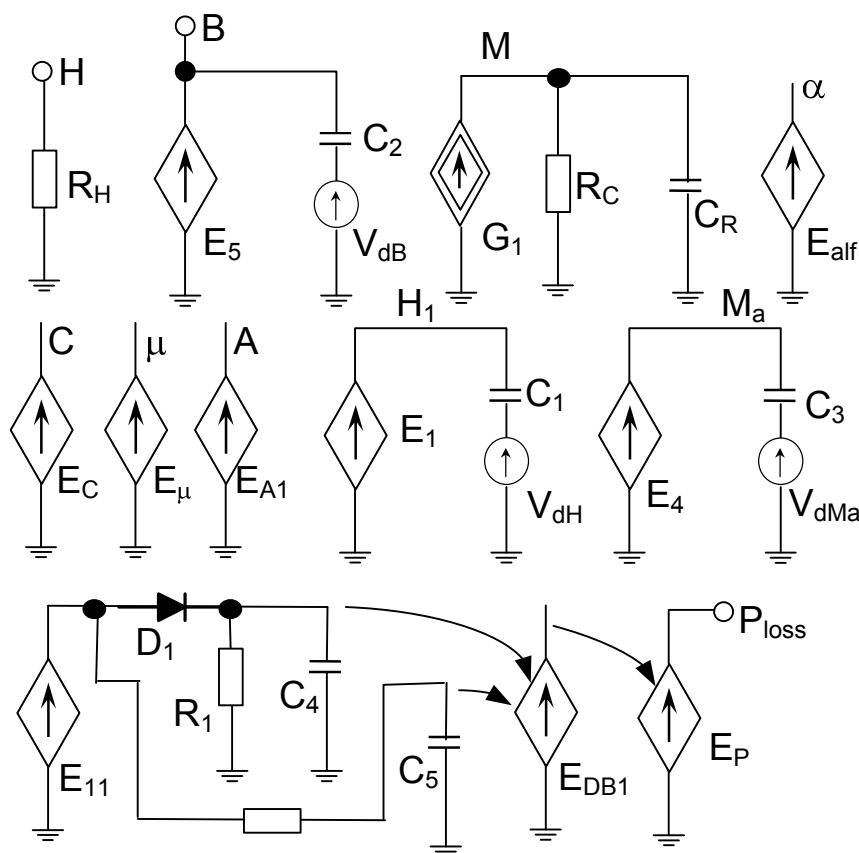 H
B
M
α
R_H
E_5
C_2
V_dB
G_1
R_C
C_R
E_alf
C
μ
A
H_1
M_a
E_C
E_μ
E_A1
E_1
C_1
V_dH
E_4
C_3
V_dMa
D_1
P_loss
E_11
R_1
C_4
C_5
E_DB1
E_P